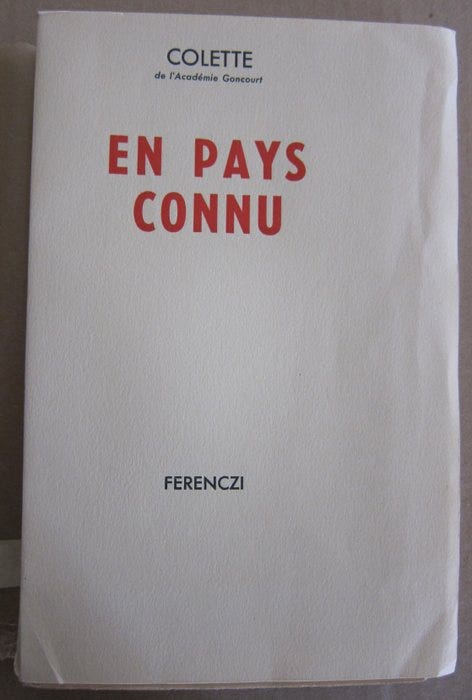 COLETTE
de l'Académie Goncourt
EN PAYS
CONNU
FERENCZI